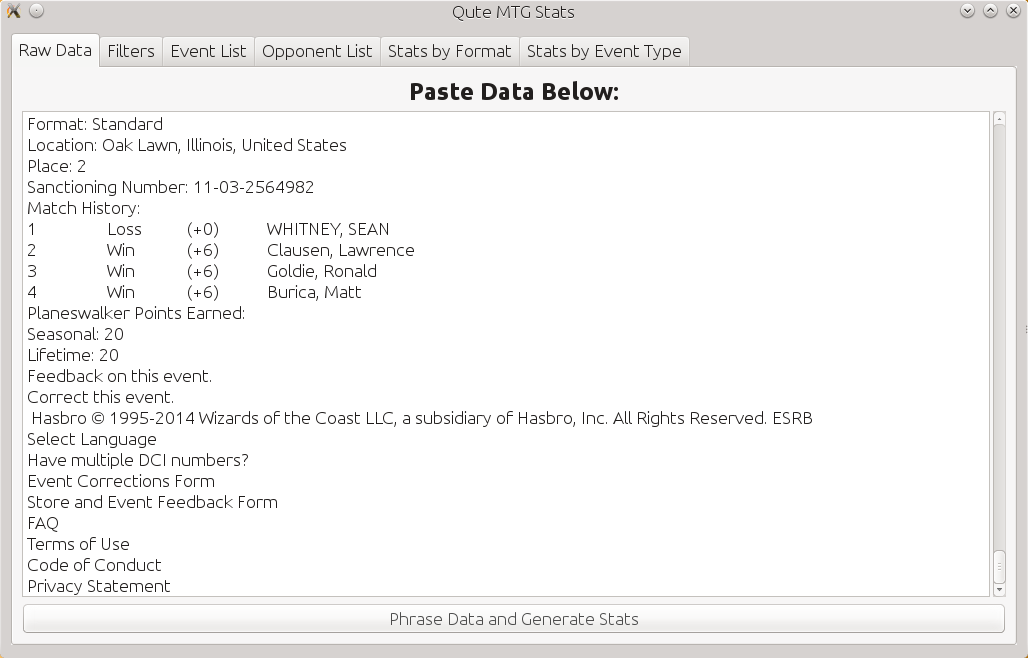 Qute MTG Stats
Raw Data Filters Event List Opponent List Stats by Format Stats by Event Type
Paste Data Below:
Format: Standard
Location: Oak Lawn, Illinois, United States
Place: 2
Sanctioning Number: 11-03-2564982
Match History:
1 Loss (+0) WHITNEY, SEAN
2 Win (+6) Clausen, Lawrence
3 Win (+6) Goldie, Ronald
4 Win (+6) Burica, Matt
Planeswalker Points Earned:
Seasonal: 20
Lifetime: 20
Feedback on this event.
Correct this event.
Hasbro © 1995-2014 Wizards of the Coast LLC, a subsidiary of Hasbro, Inc. All Rights Reserved. ESRB
Select Language
Have multiple DCI numbers?
Event Corrections Form
Store and Event Feedback Form
FAQ
Terms of Use
Code of Conduct
Privacy Statement
Phrase Data and Generate Stats